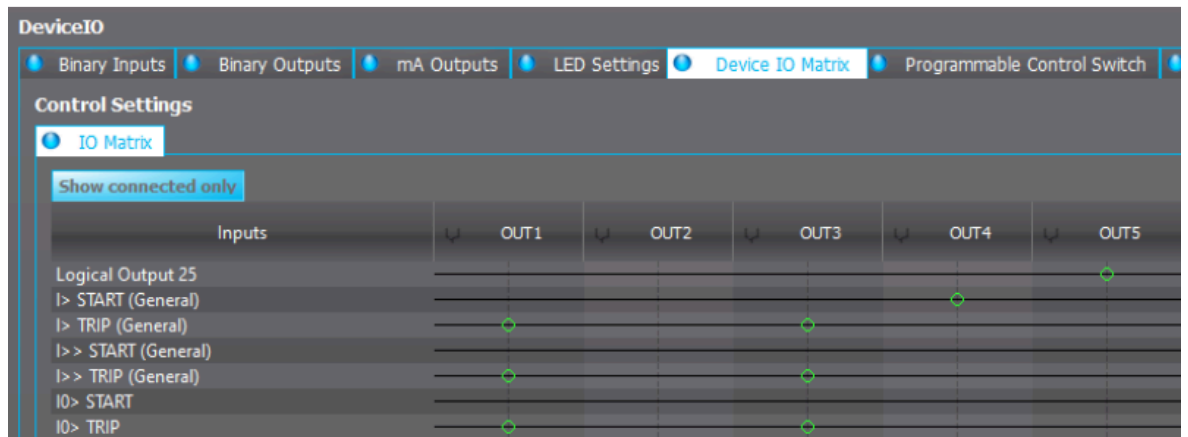 DeviceIO
Binary Inputs Binary Outputs mA Outputs LED Settings Device IO Matrix Programmable Control Switch
Control Settings
IO Matrix
Show connected only
Inputs OUT1 OUT2 OUT3 OUT4 OUT5
Logical Output 25
I> START (General)
I> TRIP (General)
I>> START (General)
I>> TRIP (General)
I0> START
I0> TRIP